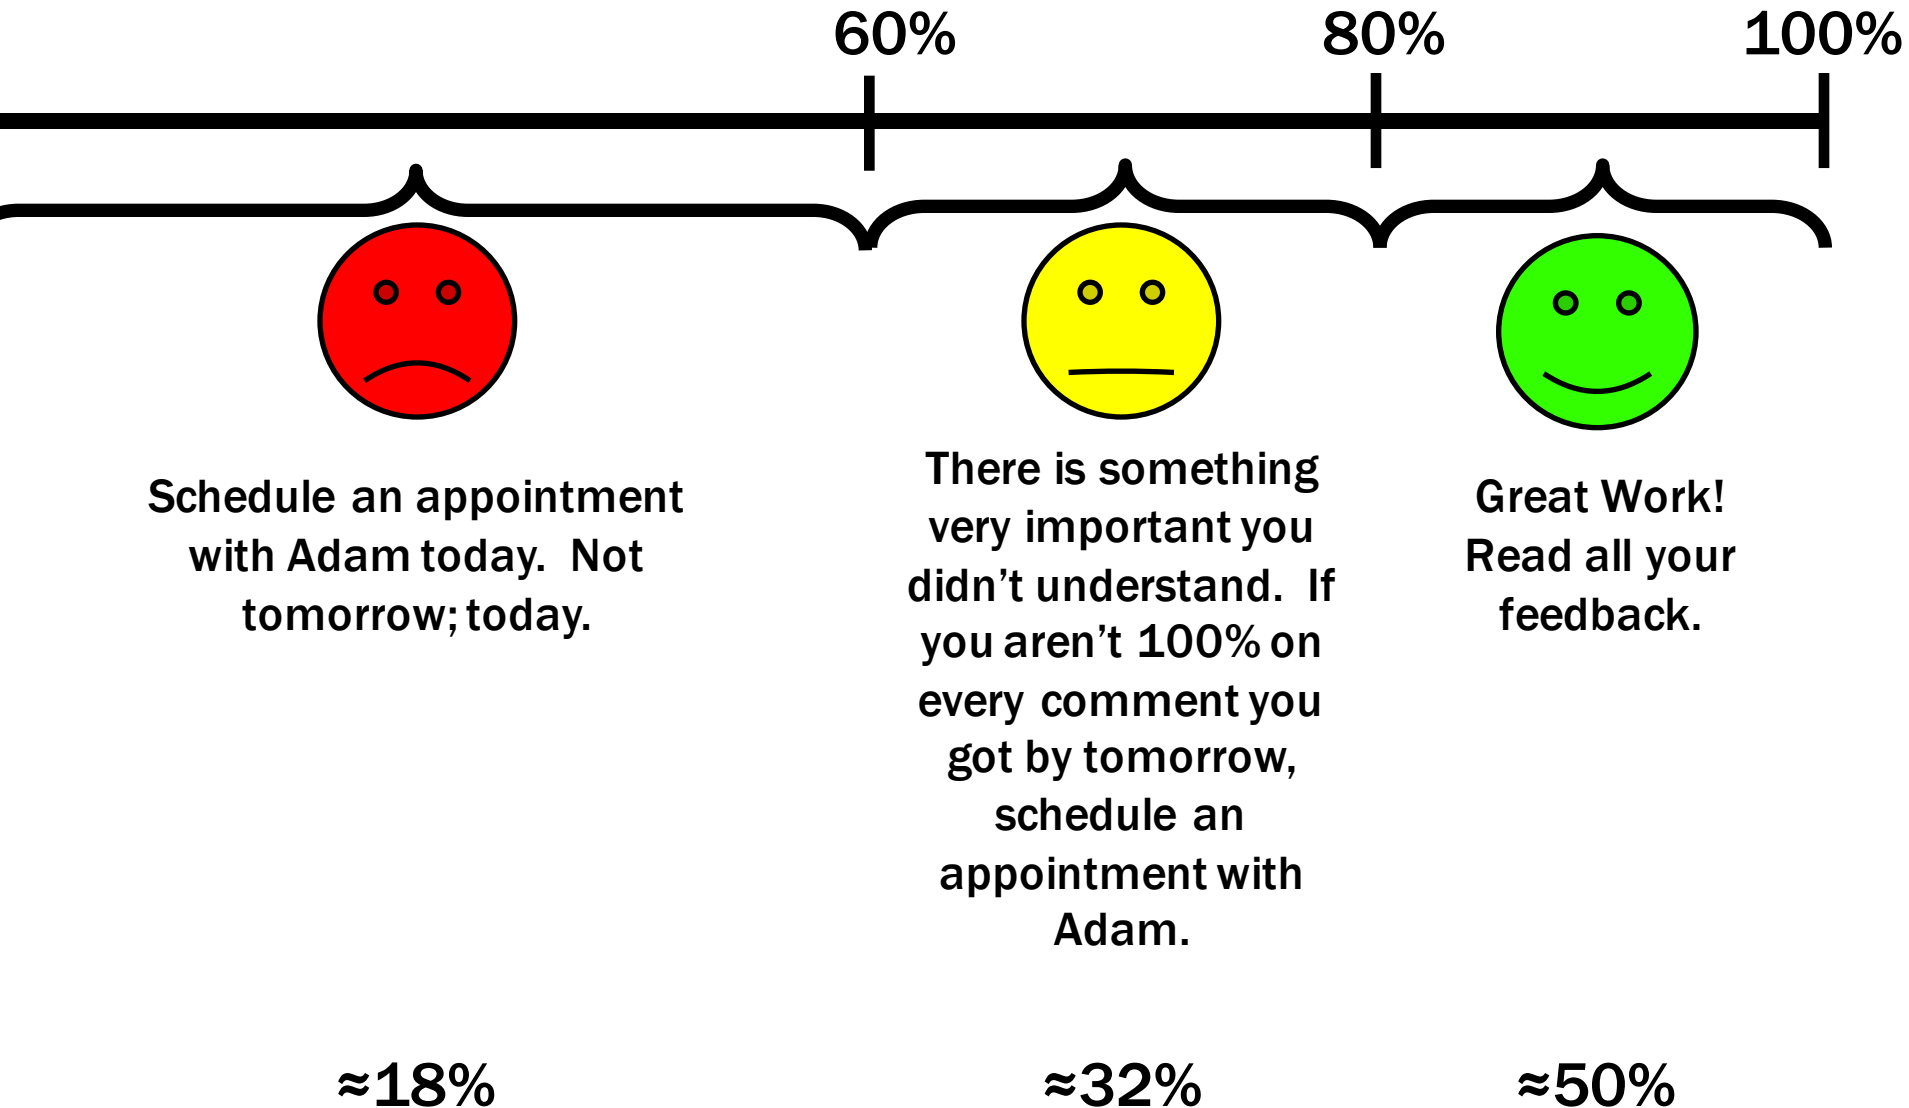 60% 80% 100%
Schedule an appointment
with Adam today.  Not
tomorrow; today.
There is something
very important you
didn’t understand.  If
you aren’t 100% on
every comment you
got by tomorrow,
schedule an
appointment with
Adam.
Great Work!
Read all your
feedback.
≈18% ≈32% ≈50%